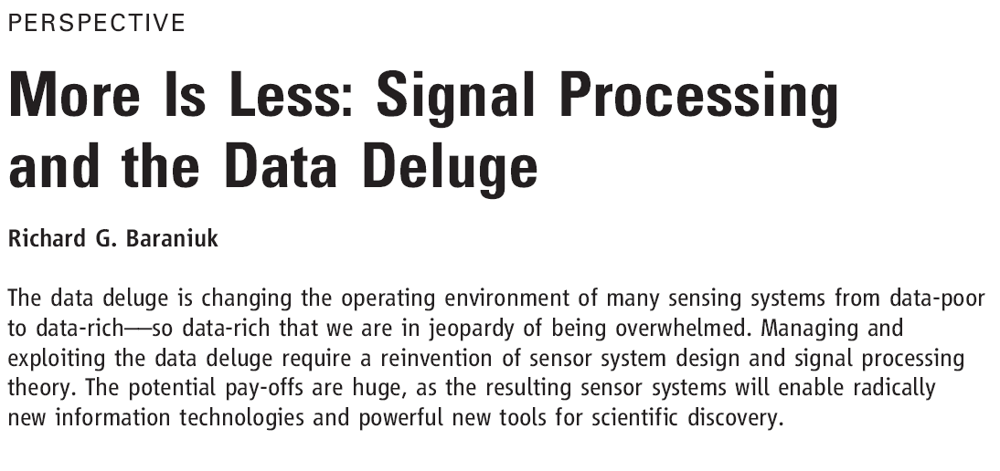 PERSPECTIVE
More Is Less: Signal Processing
and the Data Deluge
Richard G. Baraniuk
The data deluge is changing the operating environment of many sensing systems from data-poor
to data-rich—so data-rich that we are in jeopardy of being overwhelmed. Managing and
exploiting the data deluge require a reinvention of sensor system design and signal processing
theory. The potential pay-offs are huge, as the resulting sensor systems will enable radically
new information technologies and powerful new tools for scientific discovery.